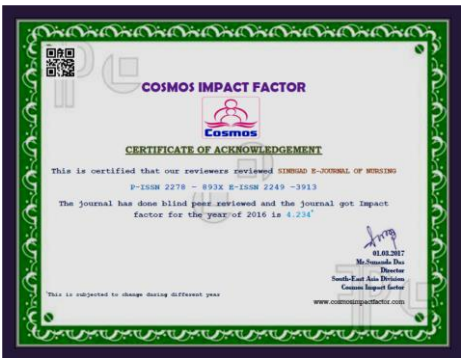 COSMOS IMPACT FACTOR
Cosmos
CERTIFICATE OF ACKNOWLEDGEMENT
This is certified that our reviewers reviewed SINHGAD E-JOURNAL OF NURSING
P-ISSN 2278 - 893X E-ISSN 2249 -3913
The journal has done blind peer reviewed and the journal got Impact
factor for the year of 2016 is 4.234*
01.03.2017
Mr.Sunanda Das
Director
South-East Asia Division
Cosmos Impact factor
*This is subjected to change during different year
www.cosmosimpactfactor.com